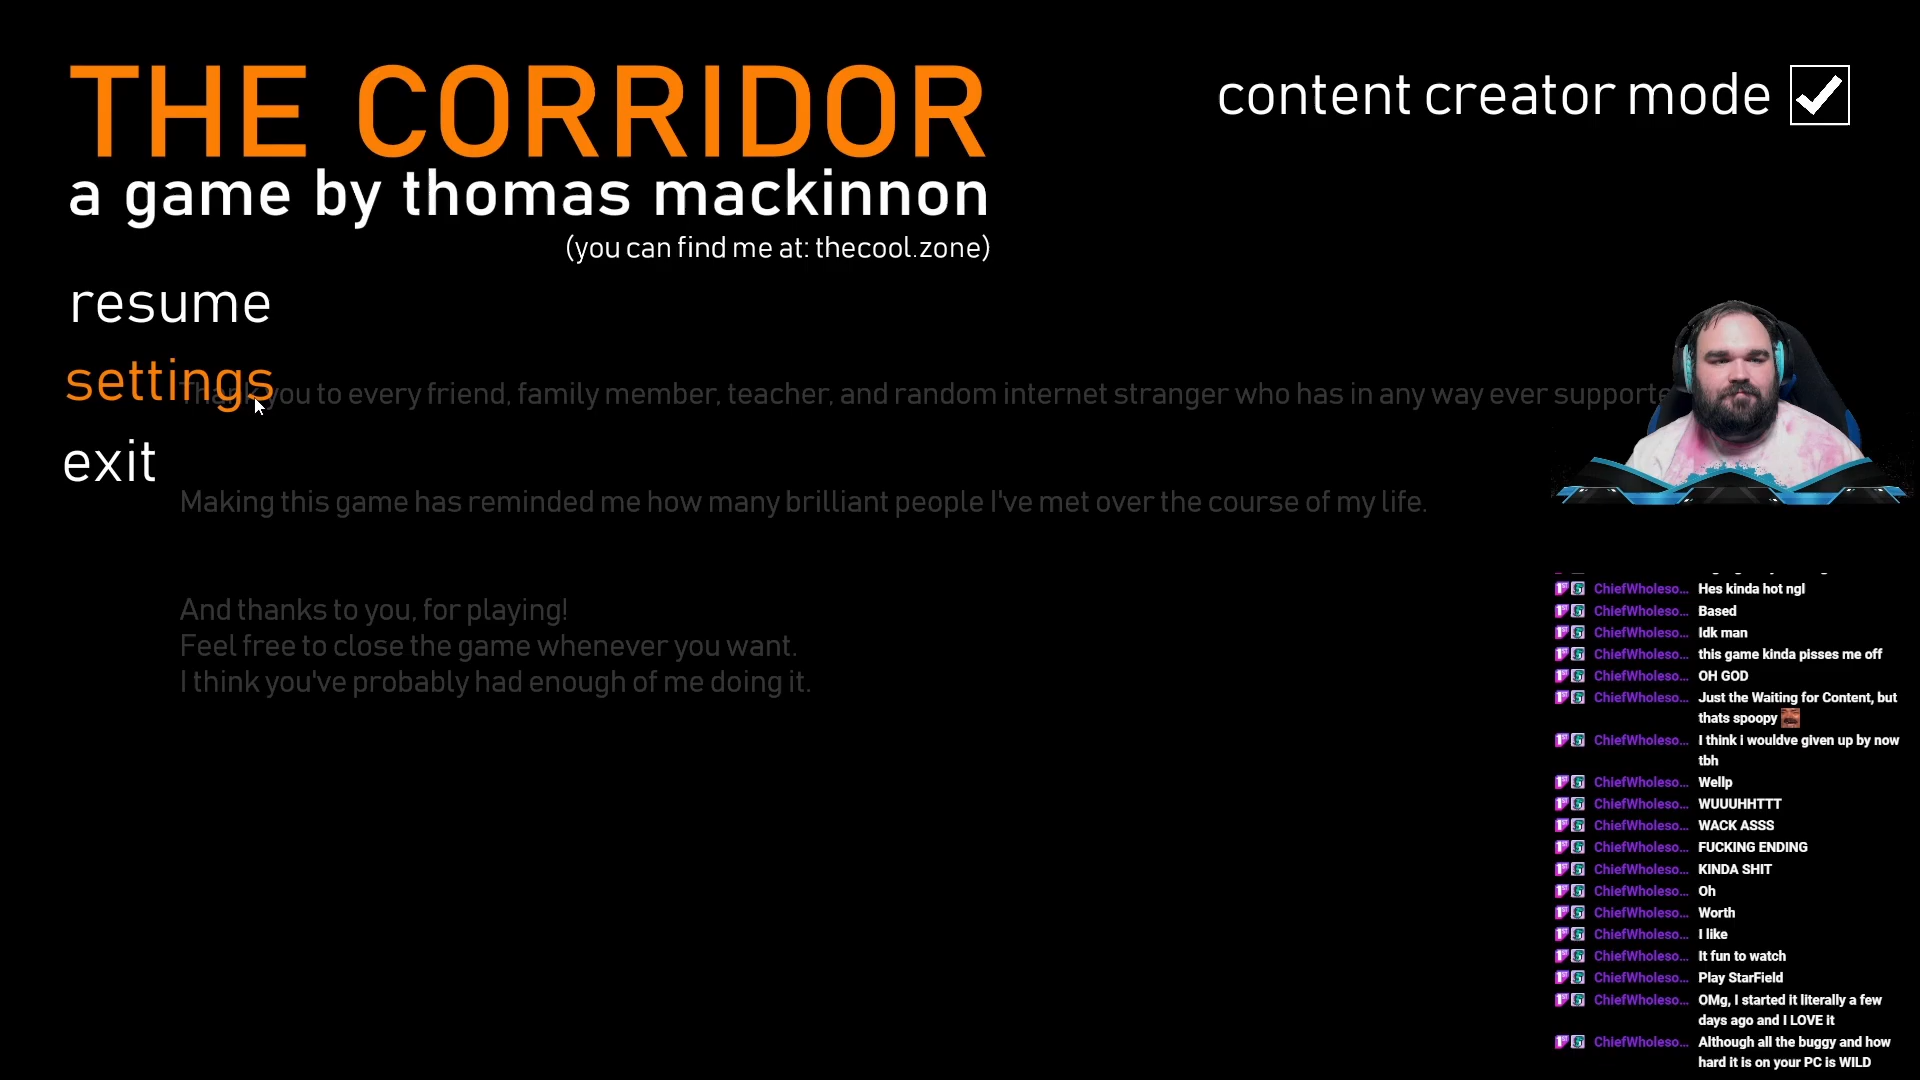 THE CORRIDOR
a game by thomas mackinnon
(you can find me at: thecool.zone)
content creator mode
resume
settings
exit
Thank you to every friend, family member, teacher, and random internet stranger who has in any way ever
Making this game has reminded me how many brilliant people I've met over the course of my life.
And thanks to you, for playing!
Feel free to close the game whenever you want.
I think you've probably had enough of me doing it.
ChiefWholeso... Hes kinda hot ngl
ChiefWholeso... Based
ChiefWholeso... Idk man
ChiefWholeso... this game kinda pisses me off
ChiefWholeso... OH GOD
ChiefWholeso... Just the Waiting for Content, but
thats spoopy
ChiefWholeso... I think i wouldve given up by now
tbh
ChiefWholeso... Wellp
ChiefWholeso... WUUUHHTTT
ChiefWholeso... WACK ASSS
ChiefWholeso... FUCKING ENDING
ChiefWholeso... KINDA SHIT
ChiefWholeso... Oh
ChiefWholeso... Worth
ChiefWholeso... I like
ChiefWholeso... It fun to watch
ChiefWholeso... Play StarField
ChiefWholeso... OMg, I started it literally a few
days ago and I LOVE it
ChiefWholeso... Although all the buggy and how
hard it is on your PC is WILD